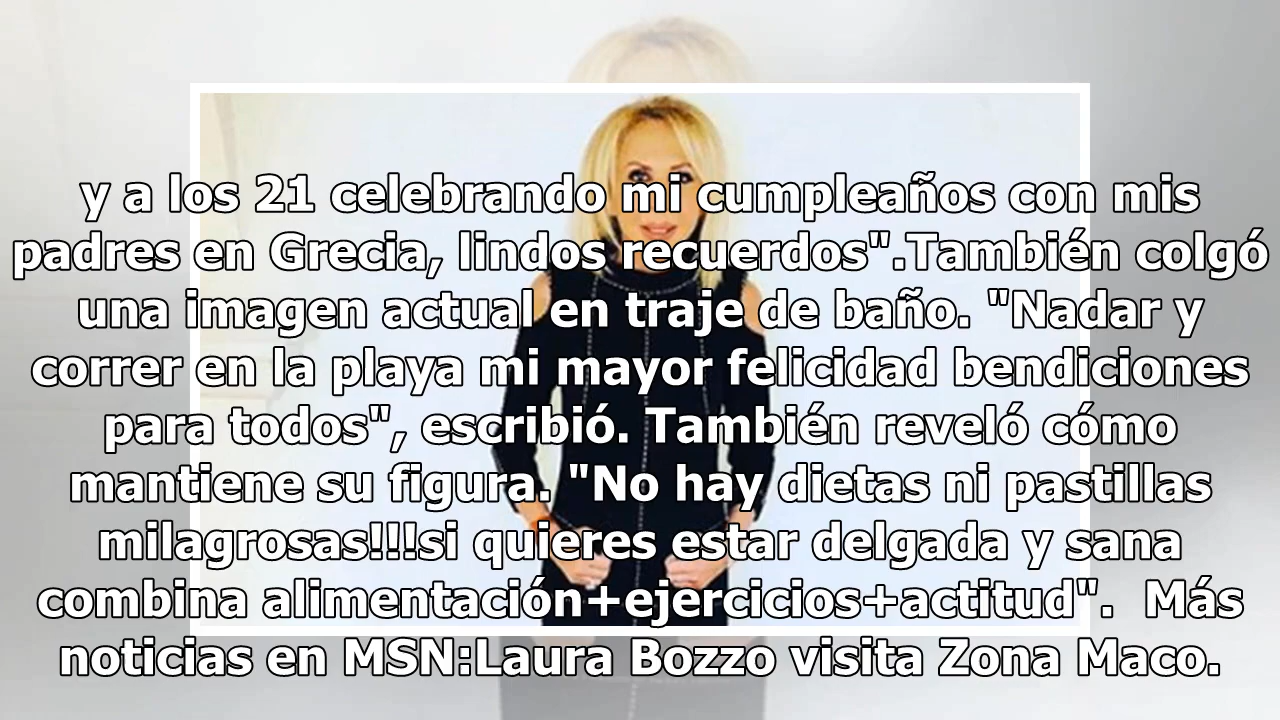 y a los 21 celebrando mi cumpleaños con mis
padres en Grecia, lindos recuerdos".También colgó
una imagen actual en traje de baño. "Nadar y
correr en la playa mi mayor felicidad bendiciones
para todos", escribió. También reveló cómo
mantiene su figura. "No hay dietas ni pastillas
milagrosas!!!si quieres estar delgada y sana
combina alimentación+ejercicios+actitud".  Más
noticias en MSN:Laura Bozzo visita Zona Maco.